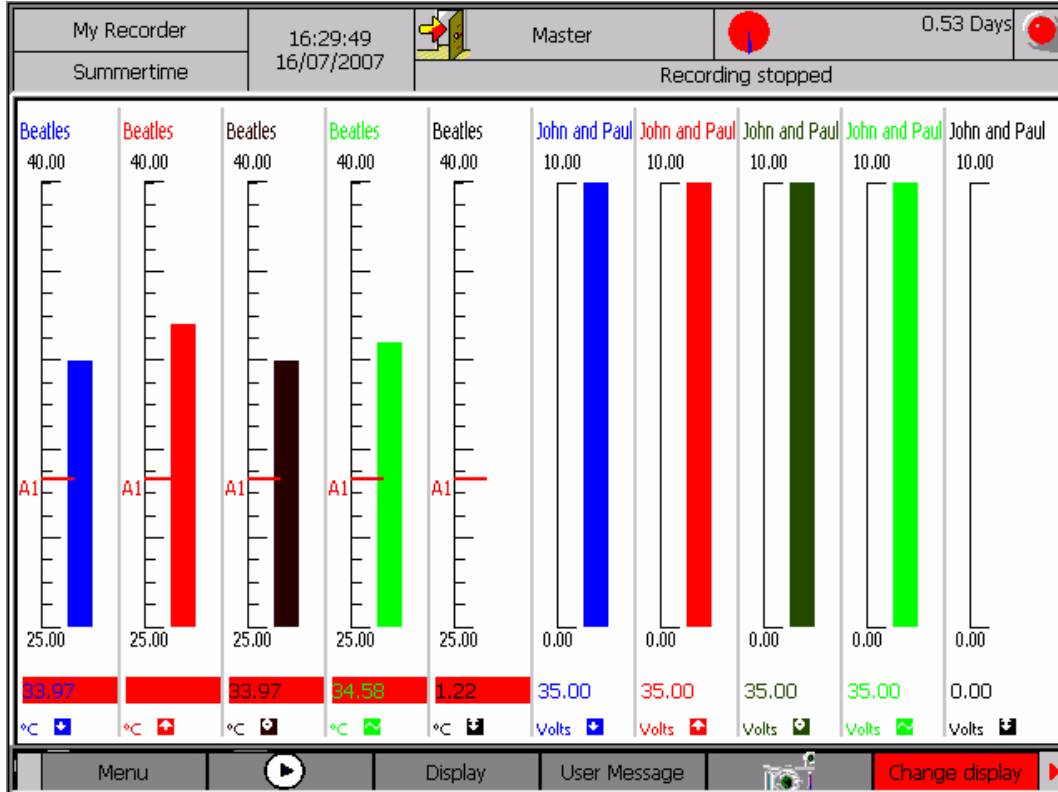 My Recorder
Summertime
16:29:49
16/07/2007
Master
0.53 Days
Recording stopped
Beatles Beatles Beatles Beatles Beatles John and Paul John and Paul John and Paul John and Paul John and Paul
40.00 40.00 40.00 40.00 40.00 10.00 10.00 10.00 10.00 10.00
A1 A1 A1 A1 A1
25.00 25.00 25.00 25.00 25.00 0.00 0.00 0.00 0.00 0.00
33.97 33.97 34.58 1.22 35.00 35.00 35.00 35.00 0.00
°C °C °C °C °C Volts Volts Volts Volts Volts
Menu Display User Message Change display